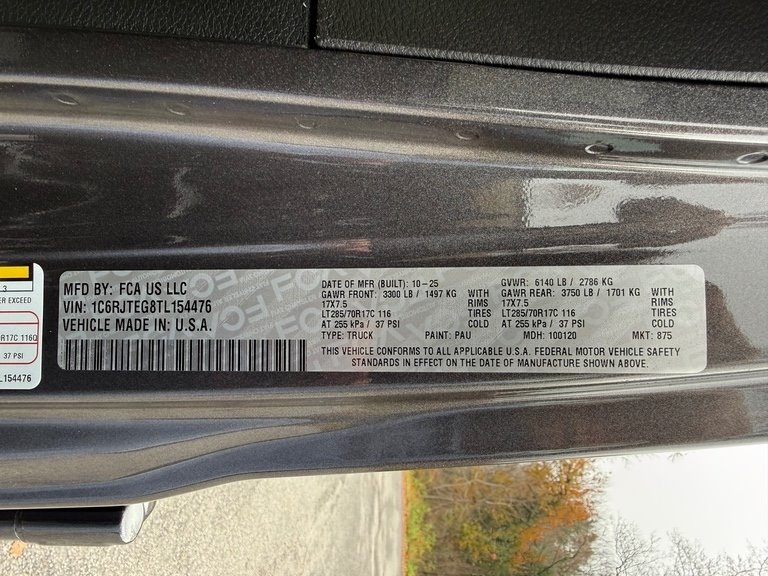 3
ER EXCEED
R17C 116Q
37 PSI
L154476
MFD BY: FCA US LLC
VIN: 1C6RJTEG8TL154476
VEHICLE MADE IN U.S.A.
DATE OF MFR (BUILT): 10-25 GVWR: 6140 LB / 2786 KG
GAWR FRONT: 3300 LB / 1497 KG WITH GAWR REAR: 3750 LB / 1701 KG WITH
17X7.5 RIMS 17X7.5 RIMS
LT285/70R17C 116 TIRES LT285/70R17C 116 TIRES
AT 255 kPa / 37 PSI COLD AT 255 kPa / 37 PSI COLD
TYPE: TRUCK PAINT: PAU MDH: 100120 MKT: 875
THIS VEHICLE CONFORMS TO ALL APPLICABLE U.S.A. FEDERAL MOTOR VEHICLE SAFETY
STANDARDS IN EFFECT ON THE DATE OF MANUFACTURE SHOWN ABOVE.